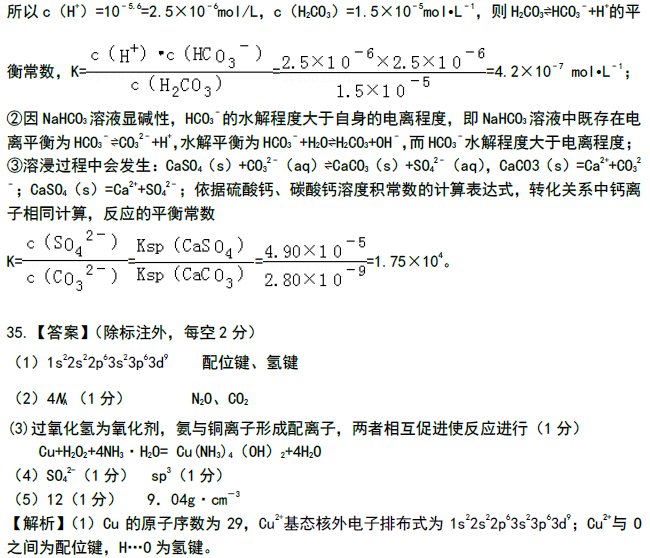 所以 c（H⁺）=10⁻⁵·⁶=2.5×10⁻⁶mol/L，c（H₂CO₃）=1.5×10⁻⁵mol•L⁻¹，则 H₂CO₃⇌HCO₃⁻+H⁺的平
衡常数，K=c（H⁺）•c（HCO₃⁻）/c（H₂CO₃）=2.5×10⁻⁶×2.5×10⁻⁶/1.5×10⁻⁵=4.2×10⁻⁷ mol•L⁻¹；
②因 NaHCO₃ 溶液显碱性，HCO₃⁻的水解程度大于自身的电离程度，即 NaHCO₃ 溶液中既存在电
离平衡为 HCO₃⁻⇌CO₃²⁻+H⁺,水解平衡为 HCO₃⁻+H₂O⇌H₂CO₃+OH⁻,而 HCO₃⁻水解程度大于电离程度；
③溶浸过程中会发生：CaSO₄（s）+CO₃²⁻（aq）⇌CaCO₃（s）+SO₄²⁻（aq），CaCO3（s）=Ca²⁺+CO₃²
⁻；CaSO₄（s）=Ca²⁺+SO₄²⁻；依据硫酸钙、碳酸钙溶度积常数的计算表达式，转化关系中钙离
子相同计算，反应的平衡常数
K=c（SO₄²⁻）/c（Co₃²⁻）=Ksp（CaSO₄）/Ksp（CaCO₃）=4.90×10⁻⁵/2.80×10⁻⁹=1.75×10⁴。
35.【答案】（除标注外，每空 2 分）
（1）1s²2s²2p⁶3s²3p⁶3d⁹ 配位键、氢键
（2）4Nₐ（1 分） N₂O、CO₂
(3)过氧化氢为氧化剂，氨与铜离子形成配离子，两者相互促进使反应进行（1 分）
Cu+H₂O₂+4NH₃·H₂O= Cu(NH₃)₄（OH）₂+4H₂O
（4）SO₄²⁻（1 分） sp³（1 分）
（5）12（1 分） 9．04g·cm⁻³
【解析】（1）Cu 的原子序数为 29，Cu²⁺基态核外电子排布式为 1s²2s²2p⁶3s²3p⁶3d⁹；Cu²⁺与 O
之间为配位键，H…O 为氢键。